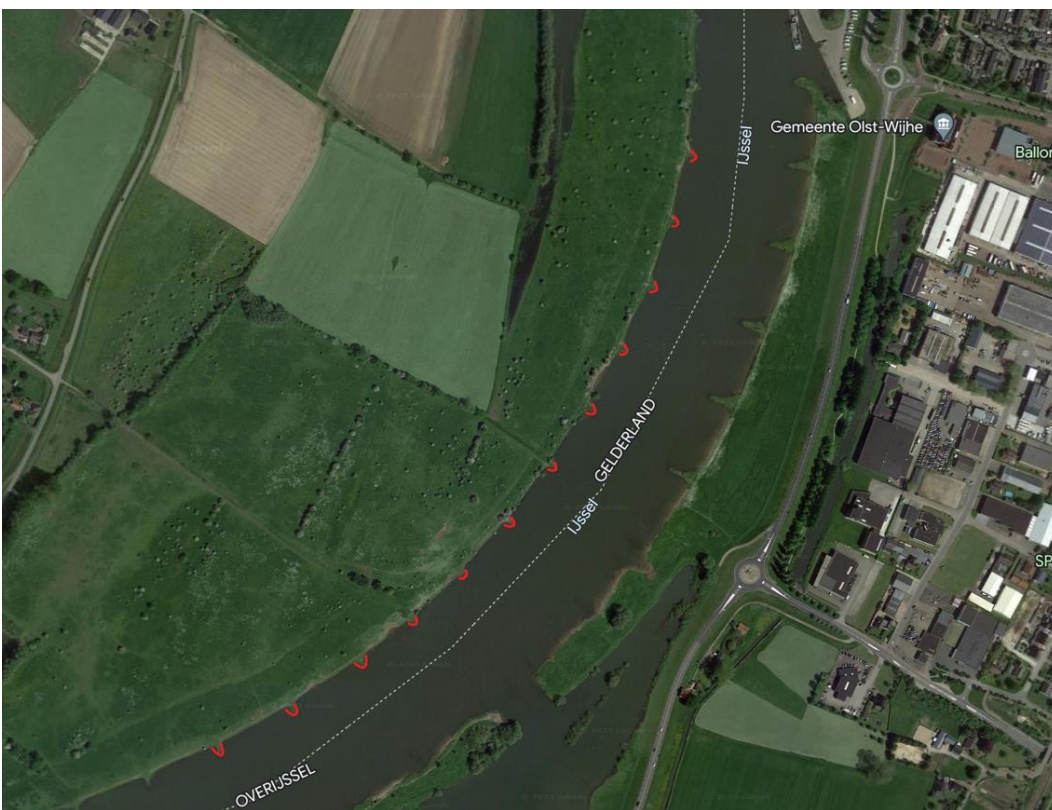 Gemeente Olst-Wijhe
Ballor
IJssel
GELDERLAND
IJssel
SP
OVERIJSSEL